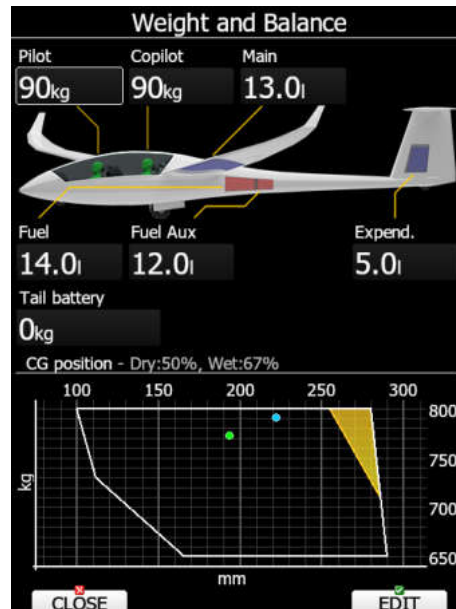 Weight and Balance
Pilot Copilot Main
90kg 90kg 13.0l
Fuel Fuel Aux Expend.
14.0l 12.0l 5.0l
Tail battery
0kg
CG position - Dry:50%, Wet:67%
100 150 200 250 300
800
750
700
650
kg
mm
CLOSE EDIT